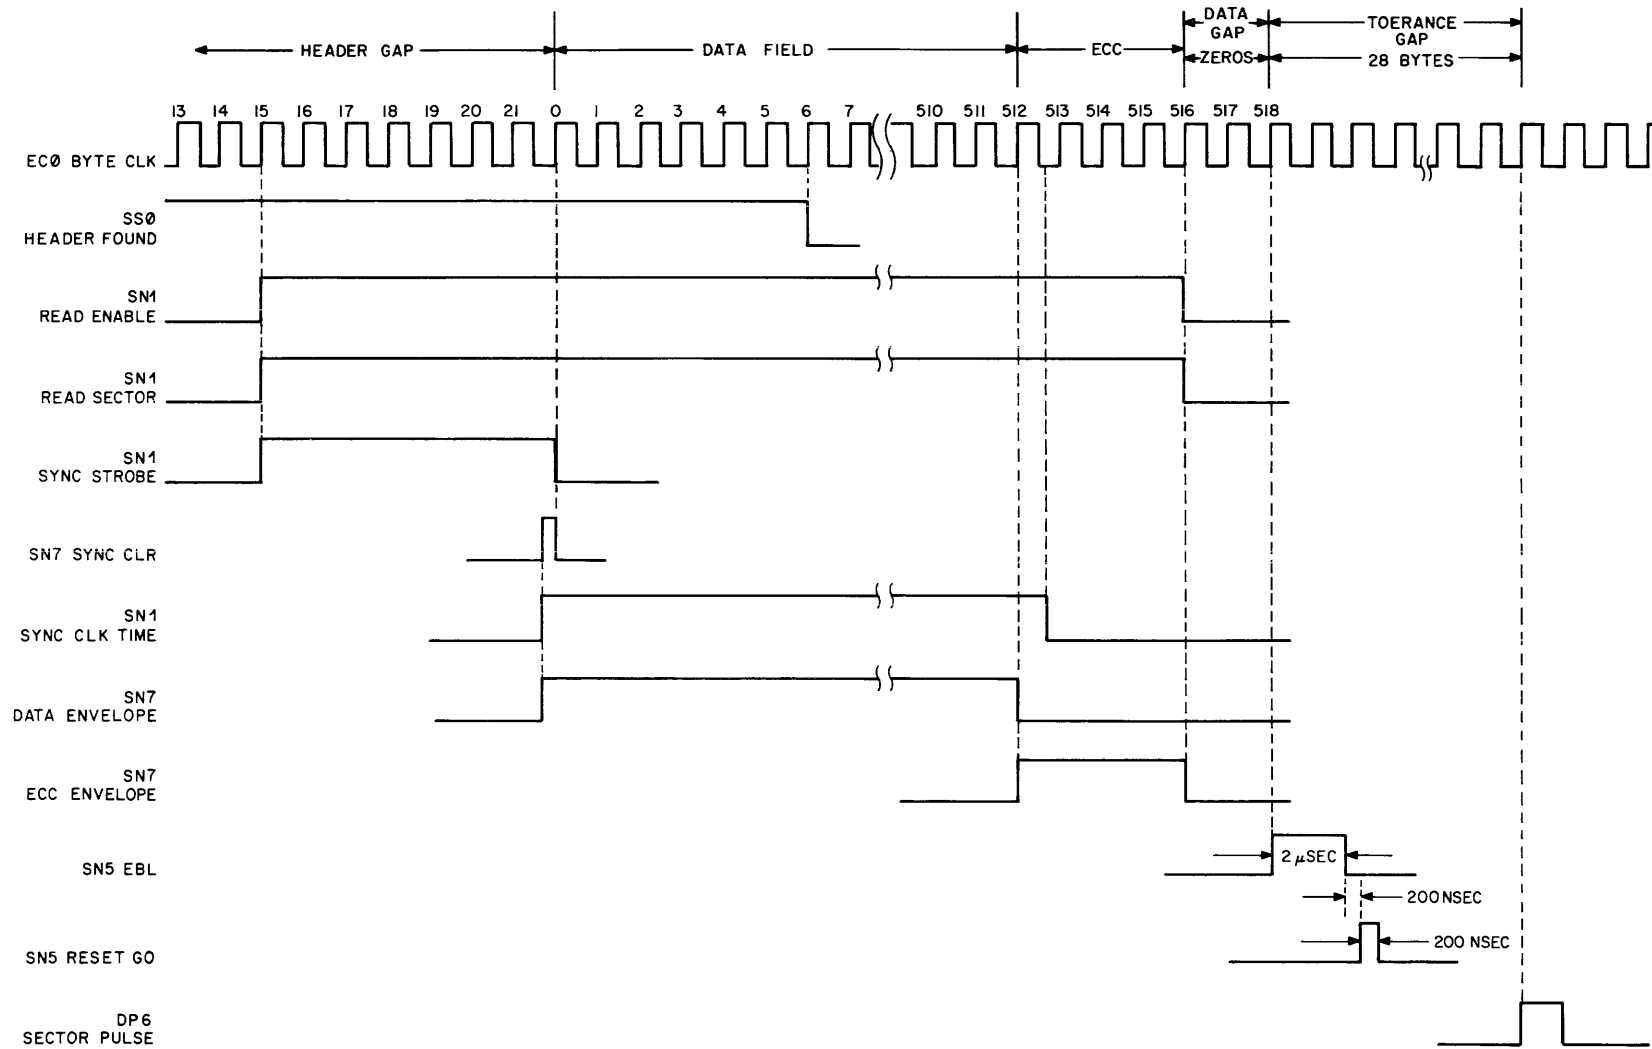 HEADER GAP
DATA FIELD
ECC
DATA
GAP
ZEROS
TOERANCE
GAP
28 BYTES
13 14 15 16 17 18 19 20 21 0 1 2 3 4 5 6 7 510 511 512 513 514 515 516 517 518
EC0 BYTE CLK
SS0
HEADER FOUND
SN1
READ ENABLE
SN1
READ SECTOR
SN1
SYNC STROBE
SN7 SYNC CLR
SN1
SYNC CLK TIME
SN7
DATA ENVELOPE
SN7
ECC ENVELOPE
SN5 EBL
2 µSEC
200 NSEC
SN5 RESET GO
200 NSEC
DP6
SECTOR PULSE